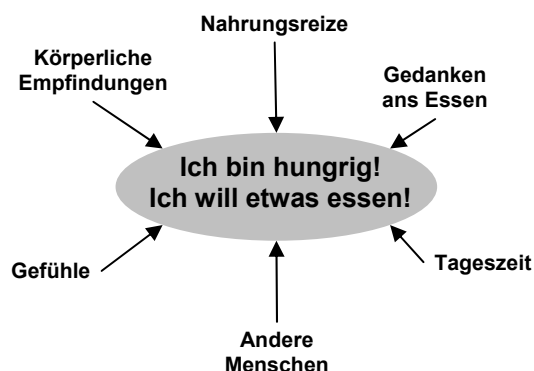 Nahrungsreize
Körperliche
Empfindungen
Gedanken
ans Essen
Ich bin hungrig!
Ich will etwas essen!
Gefühle
Tageszeit
Andere
Menschen